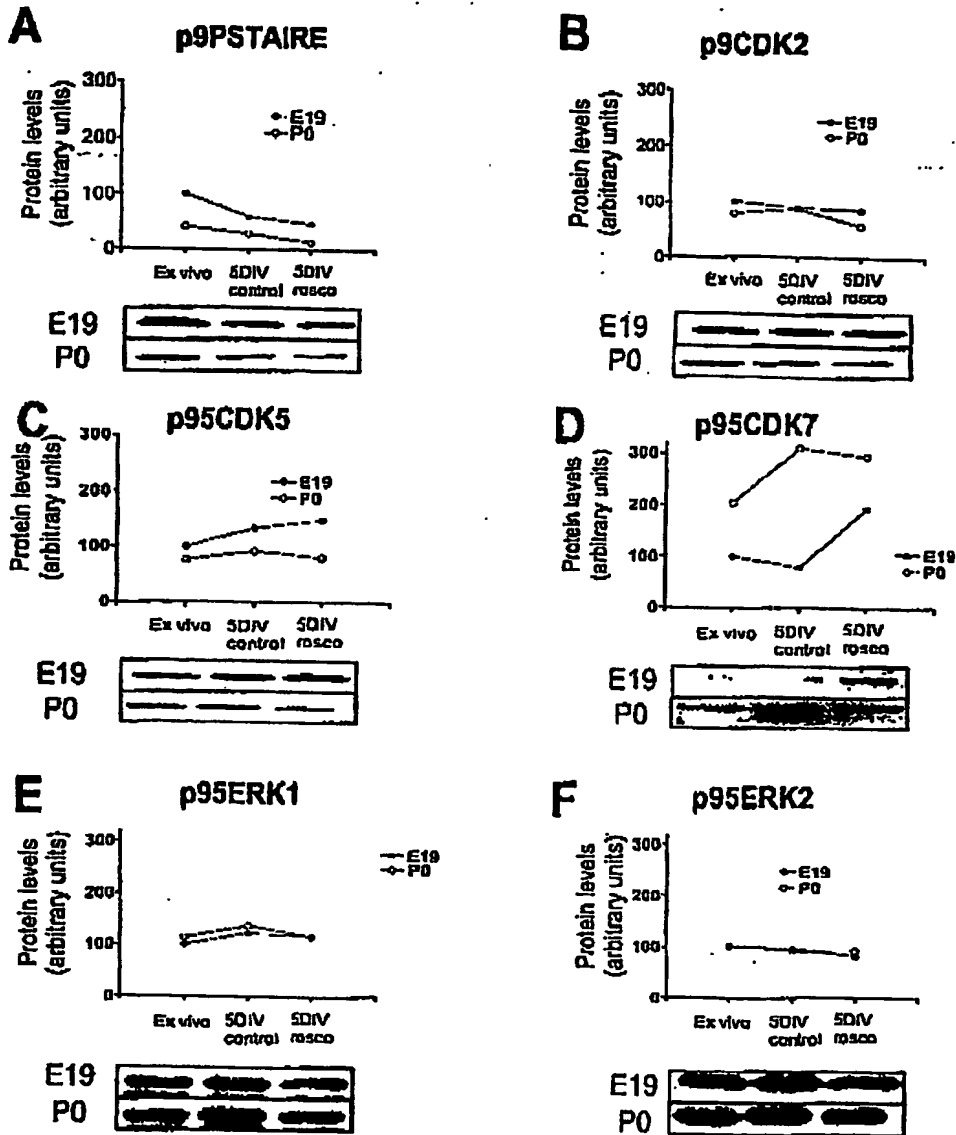 A
p9PSTAIRE
Protein levels
(arbitrary units)
300
200
100
0
E19
P0
Ex vivo
5DIV control
5DIV rosco
E19
P0
B
p9CDK2
Protein levels
(arbitrary units)
300
200
100
0
E19
P0
Ex vivo
5DIV control
5DIV rosco
E19
P0
C
p95CDK5
Protein levels
(arbitrary units)
300
200
100
0
E19
P0
Ex vivo
5DIV control
5DIV rosco
E19
P0
D
p95CDK7
Protein levels
(arbitrary units)
300
200
100
0
E19
P0
Ex vivo
5DIV control
5DIV rosco
E19
P0
E
p95ERK1
Protein levels
(arbitrary units)
300
200
100
0
E19
P0
Ex vivo
5DIV control
5DIV rosco
E19
P0
F
p95ERK2
Protein levels
(arbitrary units)
300
200
100
0
E19
P0
Ex vivo
5DIV control
5DIV rosco
E19
P0